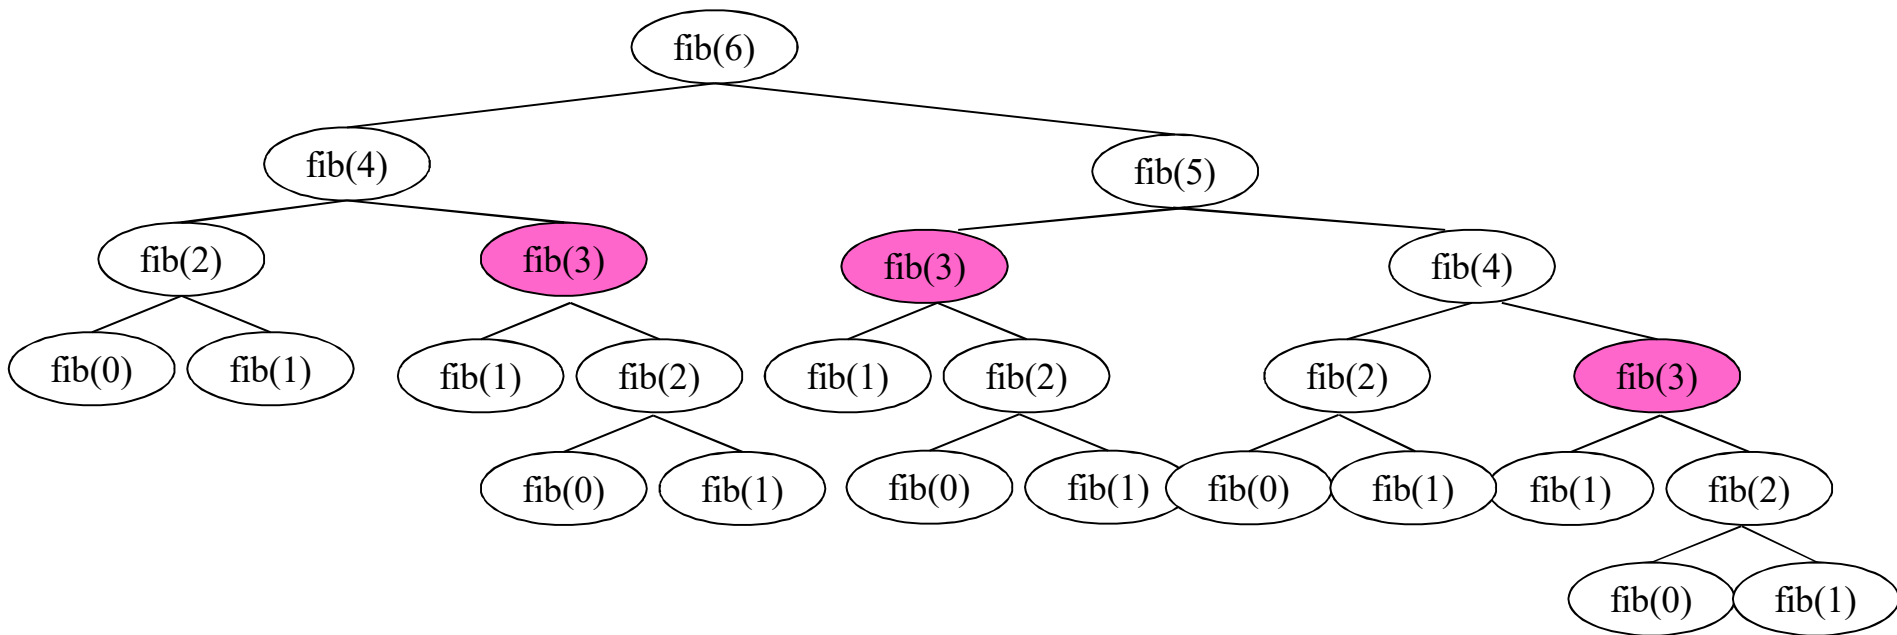 fib(6)
fib(4) fib(5)
fib(2) fib(3) fib(3) fib(4)
fib(0) fib(1) fib(1) fib(2) fib(1) fib(2) fib(2) fib(3)
fib(0) fib(1) fib(0) fib(1) fib(0) fib(1) fib(1) fib(2)
fib(0) fib(1)